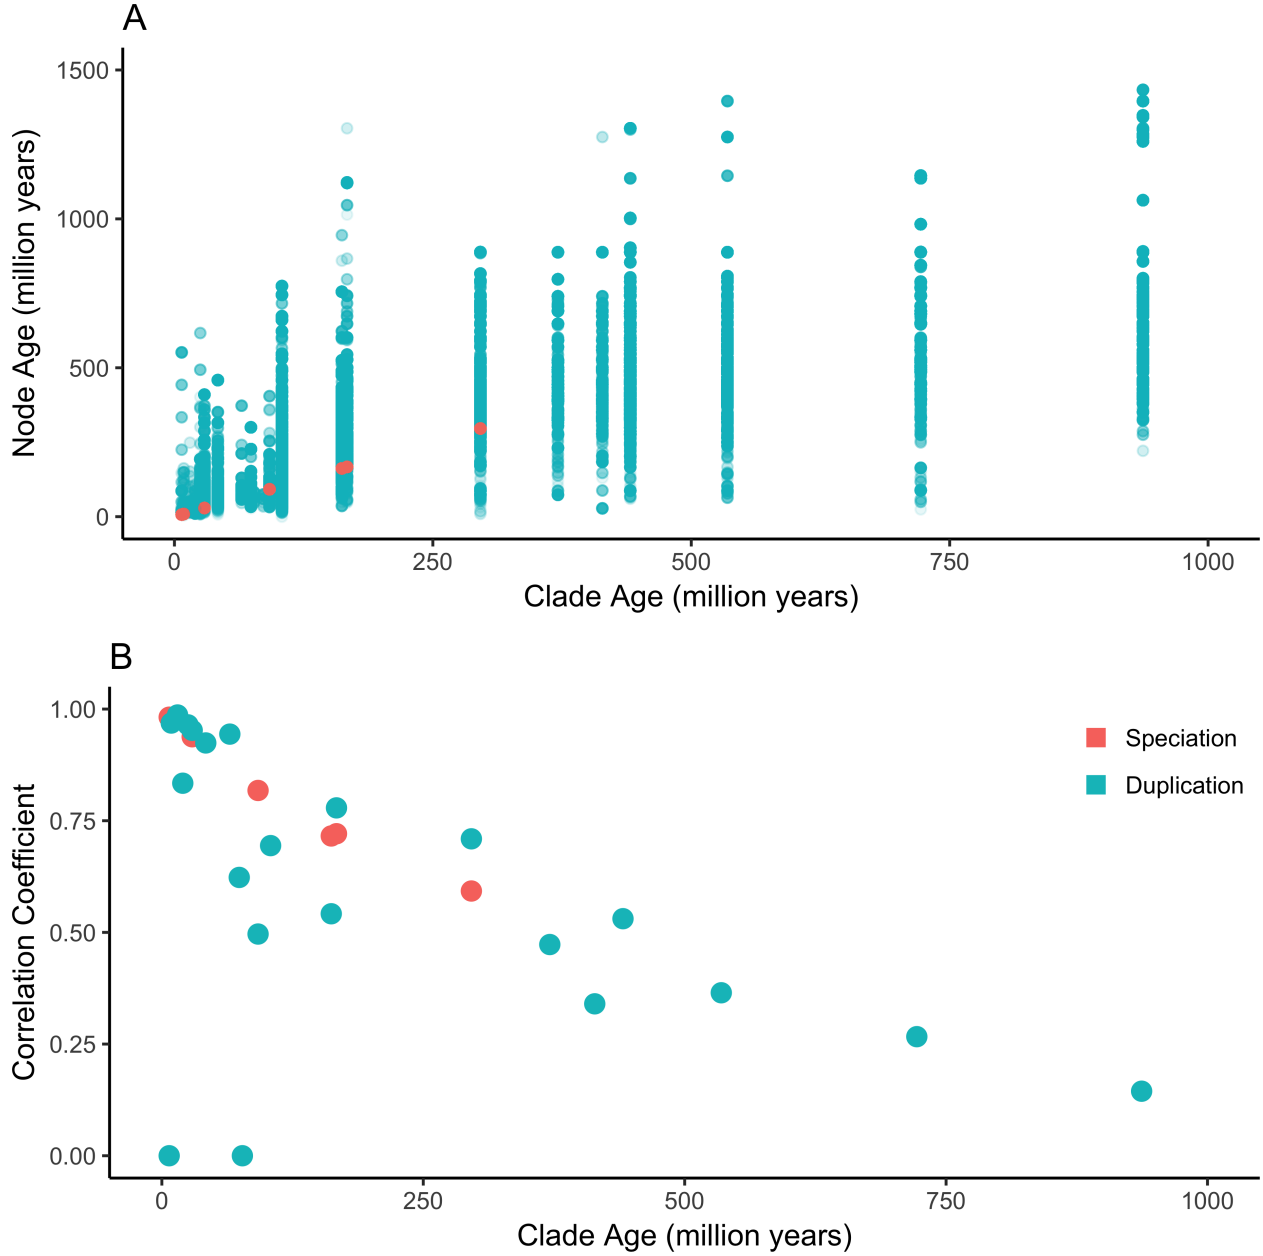 A
Node Age (million years)
1500
1000
500
0
0 250 500 750 1000
Clade Age (million years)
B
Correlation Coefficient
1.00
0.75
0.50
0.25
0.00
Speciation
Duplication
0 250 500 750 1000
Clade Age (million years)